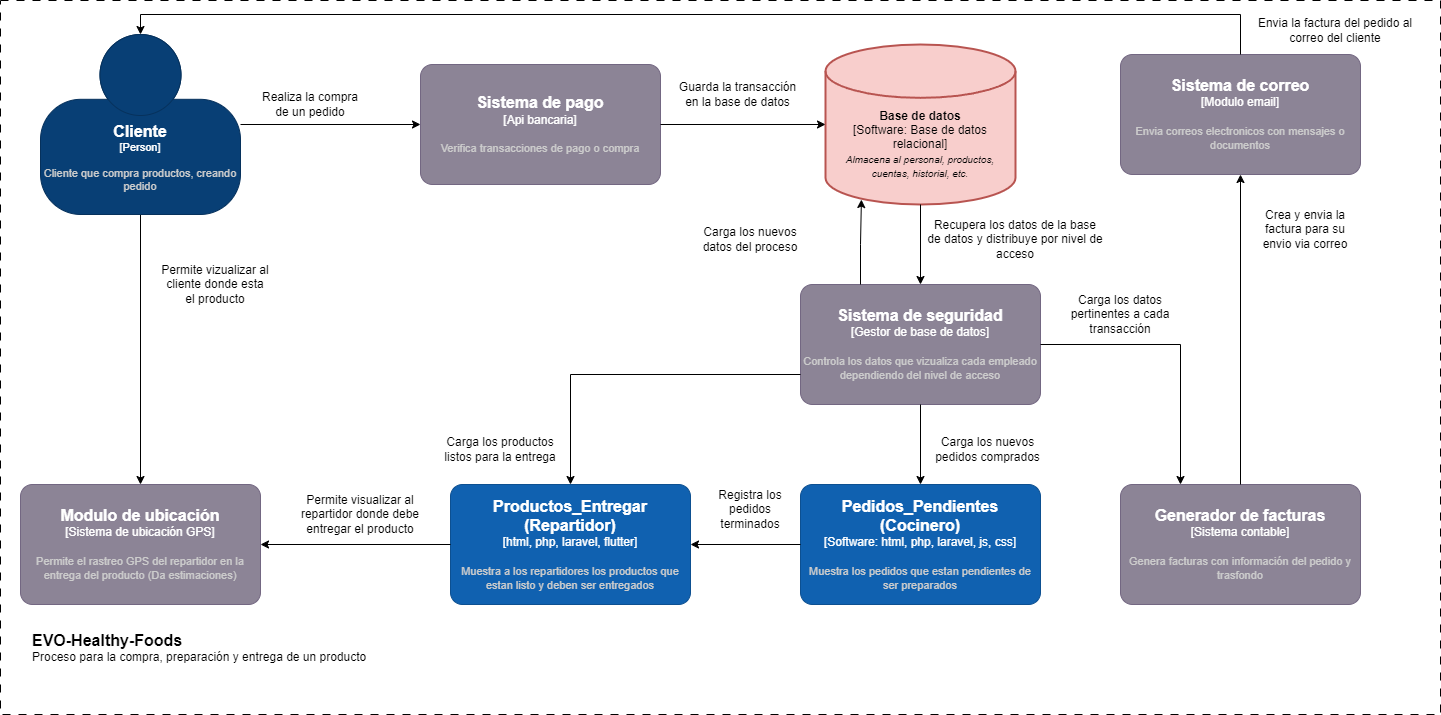 Envia la factura del pedido al
correo del cliente
Cliente
[Person]
Cliente que compra productos, creando
pedido
Realiza la compra
de un pedido
Sistema de pago
[Api bancaria]
Verifica transacciones de pago o compra
Guarda la transacción
en la base de datos
Base de datos
[Software: Base de datos
relacional]
Almacena al personal, productos,
cuentas, historial, etc.
Sistema de correo
[Modulo email]
Envia correos electronicos con mensajes o
documentos
Permite vizualizar al
cliente donde esta
el producto
Carga los nuevos
datos del proceso
Recupera los datos de la base
de datos y distribuye por nivel de
acceso
Crea y envia la
factura para su
envio via correo
Sistema de seguridad
[Gestor de base de datos]
Controla los datos que vizualiza cada empleado
dependiendo del nivel de acceso
Carga los datos
pertinentes a cada
transacción
Carga los productos
listos para la entrega
Carga los nuevos
pedidos comprados
Modulo de ubicación
[Sistema de ubicación GPS]
Permite el rastreo GPS del repartidor en la
entrega del producto (Da estimaciones)
Permite visualizar al
repartidor donde debe
entregar el producto
Productos_Entregar
(Repartidor)
[html, php, laravel, flutter]
Muestra a los repartidores los productos que
estan listo y deben ser entregados
Registra los
pedidos
terminados
Pedidos_Pendientes
(Cocinero)
[Software: html, php, laravel, js, css]
Muestra los pedidos que estan pendientes de
ser preparados
Generador de facturas
[Sistema contable]
Genera facturas con información del pedido y
trasfondo
EVO-Healthy-Foods
Proceso para la compra, preparación y entrega de un producto